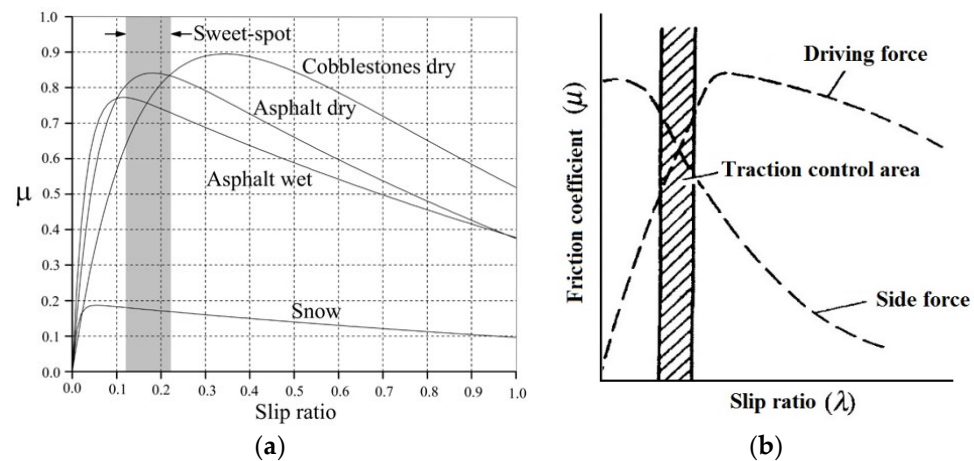 1.0
0.9
0.8
0.7
0.6
0.5
0.4
0.3
0.2
0.1
0.0
μ
Sweet-spot
Cobblestones dry
Asphalt dry
Asphalt wet
Snow
0.0 0.1 0.2 0.3 0.4 0.5 0.6 0.7 0.8 0.9 1.0
Slip ratio
(a)
Friction coefficient (μ)
Driving force
Traction control area
Side force
Slip ratio (λ)
(b)